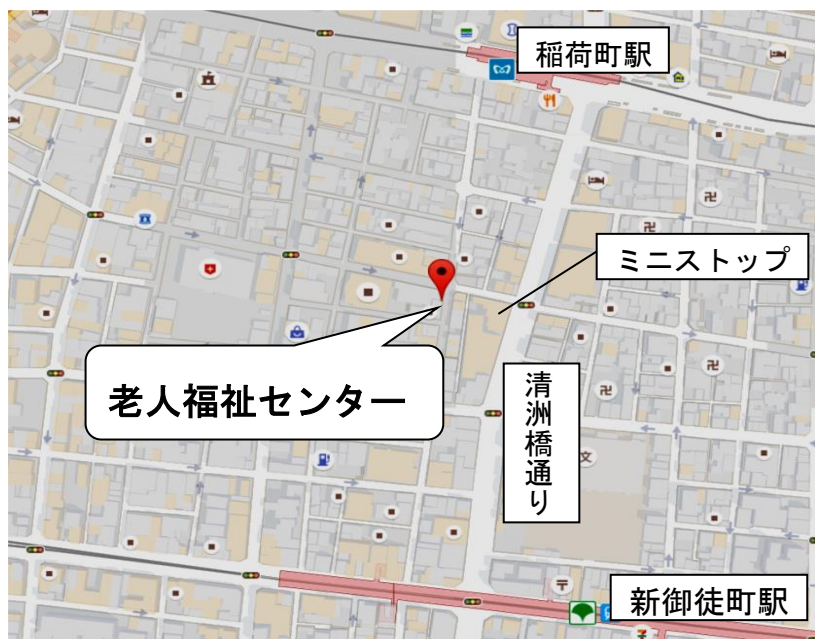 稲荷町駅
ミニストップ
老人福祉センター
清洲橋通り
文
新御徒町駅